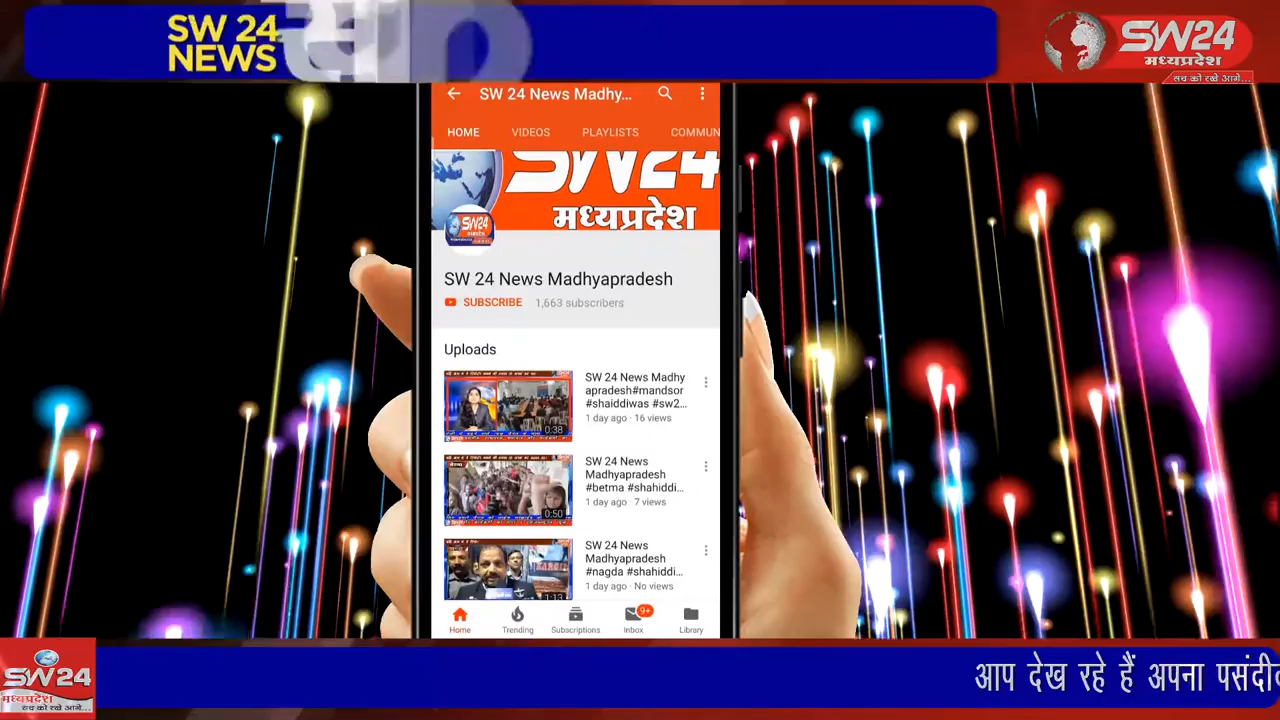 SW 24
NEWS
SW24
मध्यप्रदेश
सच को रखे आगे...
SW 24 News Madhy...
HOME
VIDEOS
PLAYLISTS
COMMUN
SW24
मध्यप्रदेश
SW24
SW 24 News Madhyapradesh
SUBSCRIBE
1,663 subscribers
Uploads
SW 24 News Madhy
apradesh#mandsor
#shaiddiwas #sw2...
1 day ago · 16 views
0:38
SW 24 News
Madhyapradesh
#betma #shahiddi...
1 day ago · 7 views
0:50
SW 24 News
Madhyapradesh
#nagda #shahiddi...
1 day ago · No views
1:13
Home
Trending
Subscriptions
9+
Inbox
Library
SW24
मध्यप्रदेश
सच को रखे आगे...
आप देख रहे हैं अपना